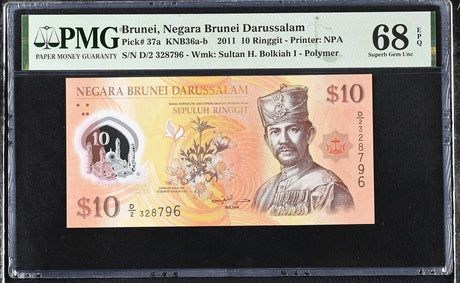 PMG
PAPER MONEY GUARANTY
Brunei, Negara Brunei Darussalam
Pick# 37a KNB36a-b 2011 10 Ringgit - Printer: NPA
S/N D/2 328796 - Wmk: Sultan H. Bolkiah I - Polymer
68 EPQ
Superb Gem Unc
NEGARA BRUNEI DARUSSALAM
$10
SEPULUH RINGGIT
10
D/2 328796
$10
D/2 328796
SULTAN